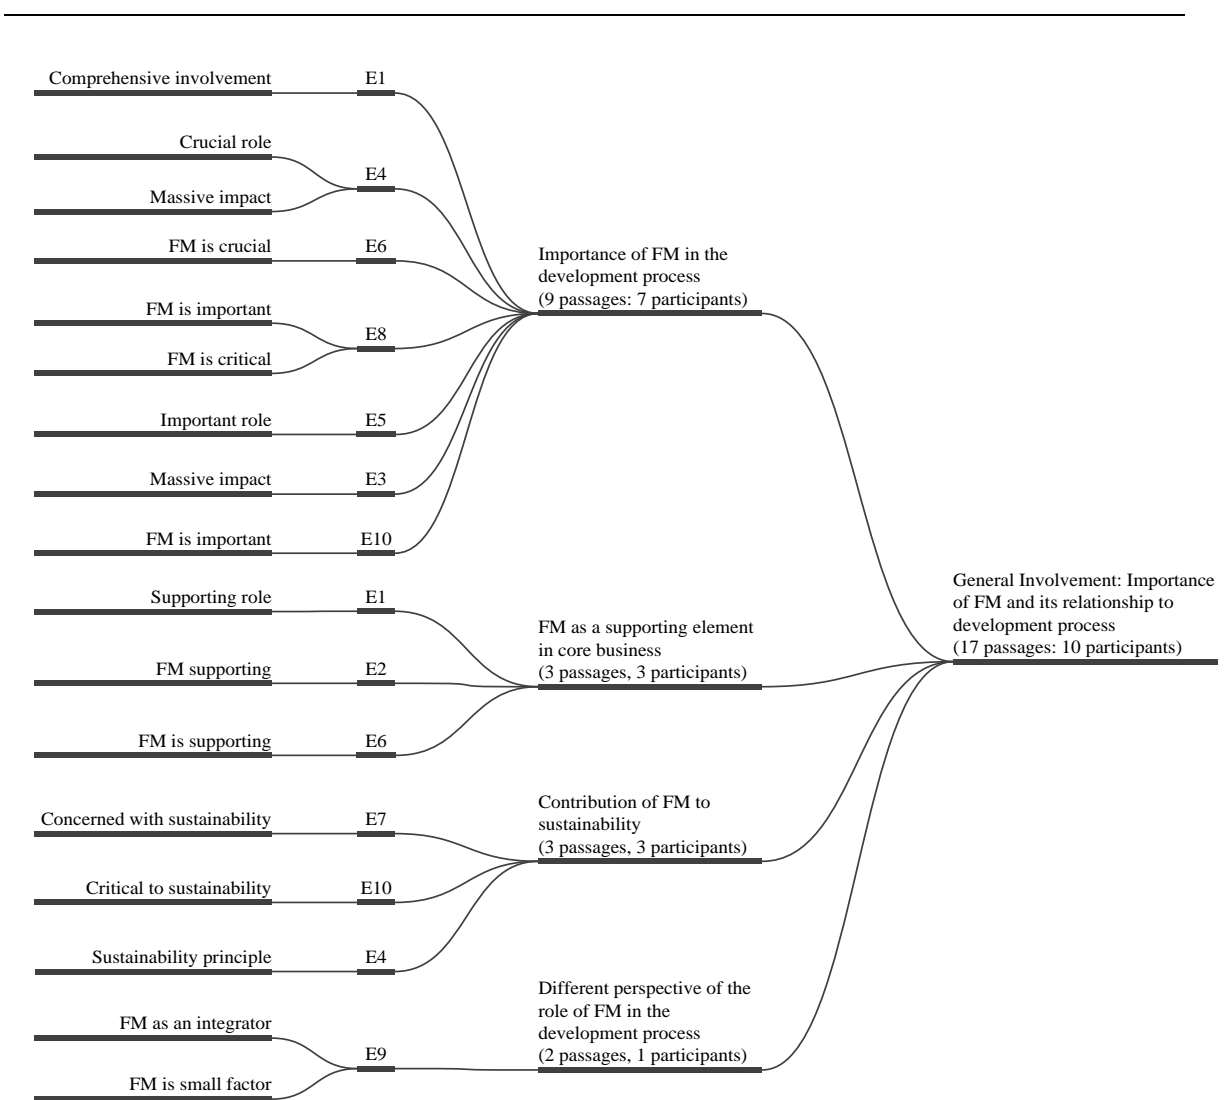 Comprehensive involvement
E1
Crucial role
E4
Massive impact
FM is crucial
E6
FM is important
E8
FM is critical
Important role
E5
Massive impact
E3
FM is important
E10
Importance of FM in the
development process
(9 passages: 7 participants)
Supporting role
E1
FM supporting
E2
FM is supporting
E6
FM as a supporting element
in core business
(3 passages, 3 participants)
Concerned with sustainability
E7
Critical to sustainability
E10
Sustainability principle
E4
Contribution of FM to
sustainability
(3 passages, 3 participants)
FM as an integrator
E9
FM is small factor
Different perspective of the
role of FM in the
development process
(2 passages, 1 participants)
General Involvement: Importance
of FM and its relationship to
development process
(17 passages: 10 participants)